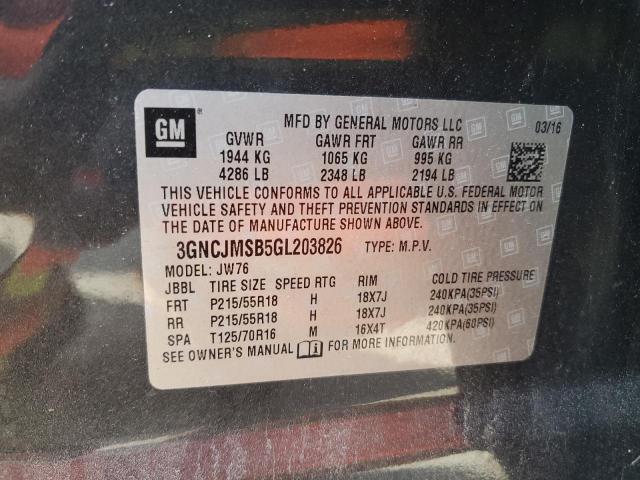 GM ®
MFD BY GENERAL MOTORS LLC 03/16
GVWR GAWR FRT GAWR RR
1944 KG 1065 KG 995 KG
4286 LB 2348 LB 2194 LB
THIS VEHICLE CONFORMS TO ALL APPLICABLE U.S. FEDERAL MOTOR
VEHICLE SAFETY AND THEFT PREVENTION STANDARDS IN EFFECT ON
THE DATE OF MANUFACTURE SHOWN ABOVE.
3GNCJMSB5GL203826 TYPE: M.P.V.
MODEL: JW76
JBBL TIRE SIZE SPEED RTG RIM COLD TIRE PRESSURE
FRT P215/55R18 H 18X7J 240KPA(35PSI)
RR P215/55R18 H 18X7J 240KPA(35PSI)
SPA T125/70R16 M 16X4T 420KPA(60PSI)
SEE OWNER'S MANUAL FOR MORE INFORMATION.